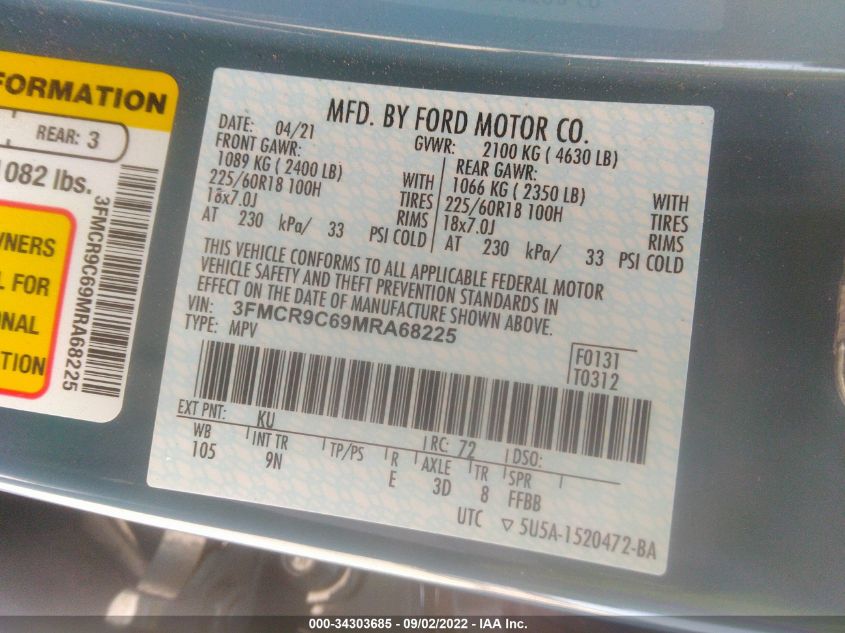 FORMATION
REAR: 3
1082 lbs.
WNERS
L FOR
ONAL
TION
3FMCR9C69MRA68225
MFD. BY FORD MOTOR CO.
DATE: 04/21
GVWR: 2100 KG ( 4630 LB)
FRONT GAWR:
1089 KG ( 2400 LB)
225/60R18 100H WITH TIRES
18x7.0J RIMS
AT 230 kPa/ 33 PSI COLD
REAR GAWR:
1066 KG ( 2350 LB)
225/60R18 100H WITH TIRES
18x7.0J RIMS
AT 230 kPa/ 33 PSI COLD
THIS VEHICLE CONFORMS TO ALL APPLICABLE FEDERAL MOTOR
VEHICLE SAFETY AND THEFT PREVENTION STANDARDS IN
EFFECT ON THE DATE OF MANUFACTURE SHOWN ABOVE.
VIN: 3FMCR9C69MRA68225
TYPE: MPV
F0131
T0312
EXT PNT: KU
RC: 72 DSO:
WB INT TR TP/PS R AXLE TR SPR
105 9N E 3D 8 FFBB
UTC ▽ 5U5A-1520472-BA
000-34303685 - 09/02/2022 - IAA Inc.